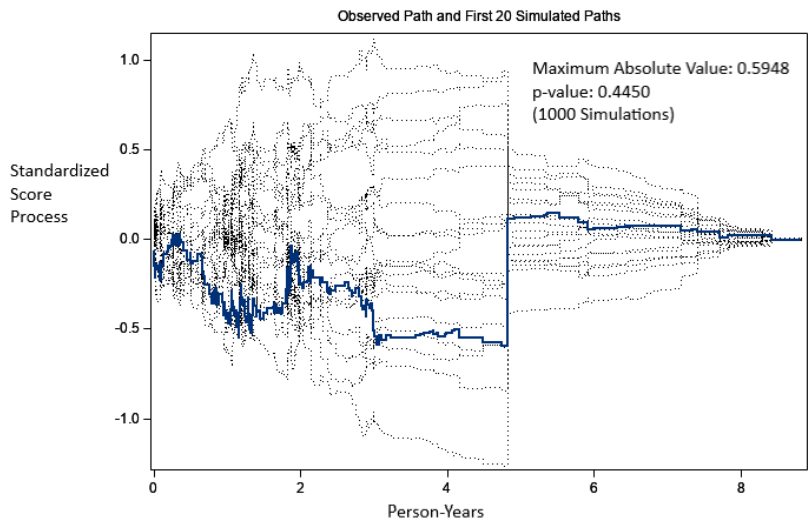 Observed Path and First 20 Simulated Paths
Maximum Absolute Value: 0.5948
p-value: 0.4450
(1000 Simulations)
Standardized
Score
Process
1.0
0.5
0.0
-0.5
-1.0
0 2 4 6 8
Person-Years